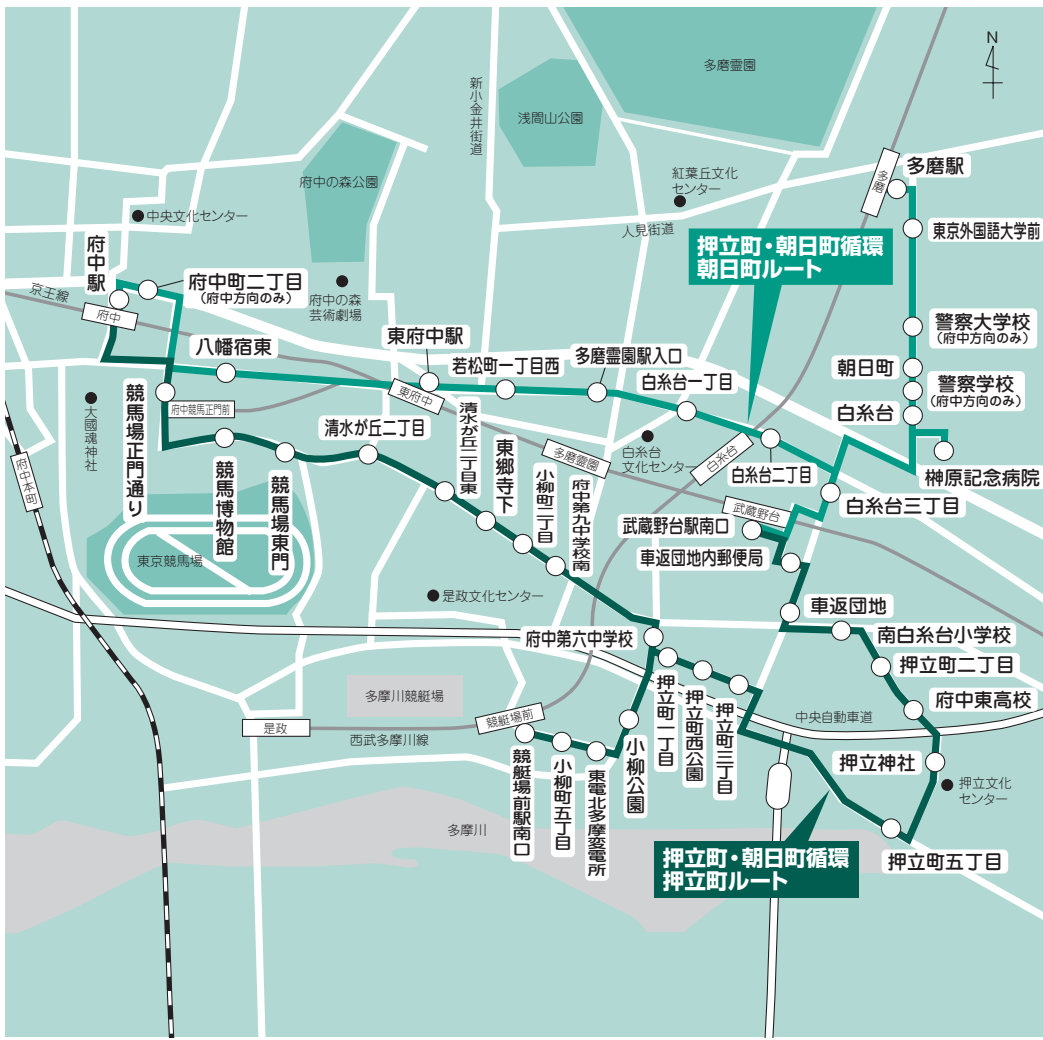 N
多磨霊園
新小金井街道
浅間山公園
府中の森公園
紅葉丘文化
センター
多磨
多磨駅
中央文化センター
人見街道
東京外国語大学前
押立町・朝日町循環
朝日町ルート
府中駅
府中町二丁目
(府中方向のみ)
京王線
府中
府中の森
芸術劇場
警察大学校
(府中方向のみ)
八幡宿東
東府中駅
若松町一丁目西
多磨霊園駅入口
朝日町
白糸台一丁目
警察学校
(府中方向のみ)
競馬場正門通り
府中競馬正門前
東府中
大國魂神社
白糸台
清水が丘二丁目
清水が丘二丁目東
東郷寺下
小柳町二丁目
府中第九中学校南
多磨霊園
白糸台
文化センター
白糸台
白糸台二丁目
榊原記念病院
府中本町
競馬博物館
競馬場東門
白糸台三丁目
武蔵野台
武蔵野台駅南口
車返団地内郵便局
東京競馬場
是政文化センター
車返団地
府中第六中学校
南白糸台小学校
押立町二丁目
府中東高校
多摩川競艇場
是政
西武多摩川線
競艇場前
小柳公園
押立町一丁目
押立町西公園
押立町三丁目
中央自動車道
競艇場前駅南口
小柳町五丁目
東電北多摩変電所
押立神社
押立文化
センター
多摩川
押立町・朝日町循環
押立町ルート
押立町五丁目